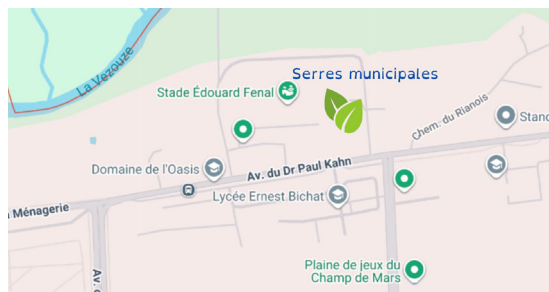 La Vezouze
Serres municipales
Stade Édouard Fenal
Chem. du Rianois
Stand
Domaine de l'Oasis
Av. du Dr Paul Kahn
Lycée Ernest Bichat
Ménagerie
Av.
Plaine de jeux du
Champ de Mars